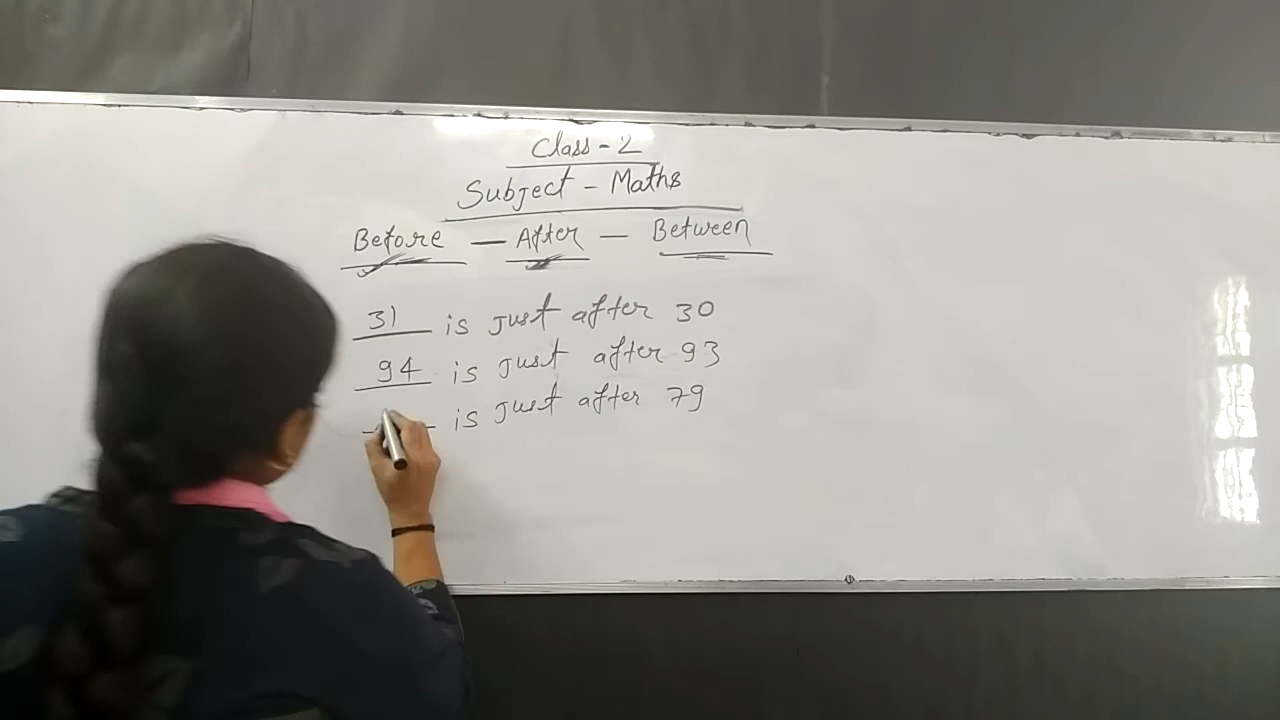 Class - 2
Subject - Maths
Before — After — Between
31 is just after 30
94 is just after 93
is just after 79